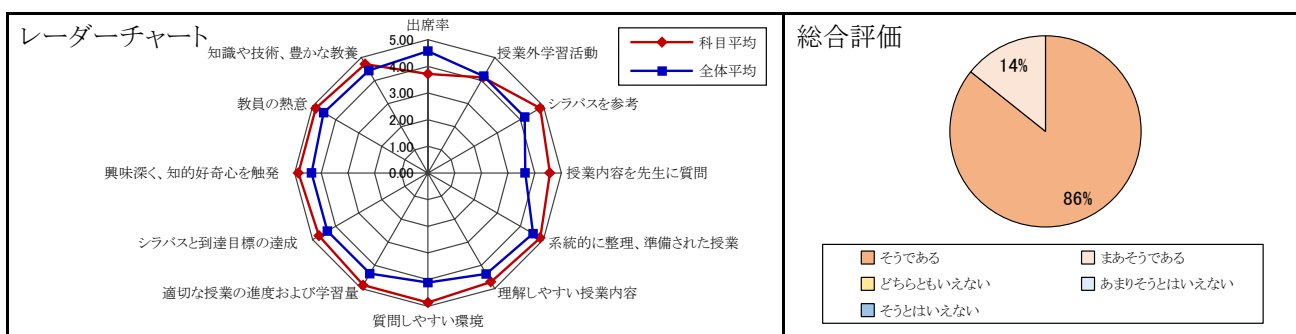 レーダーチャート
出席率
授業外学習活動
シラバスを参考
授業内容を先生に質問
系統的に整理、準備された授業
理解しやすい授業内容
質問しやすい環境
適切な授業の進度および学習量
シラバスと到達目標の達成
興味深く、知的好奇心を触発
教員の熱意
知識や技術、豊かな教養
5.00
4.00
3.00
2.00
1.00
0.00
科目平均
全体平均
総合評価
14%
86%
そうである
まあそうである
どちらともいえない
あまりそうとはいえない
そうとはいえない